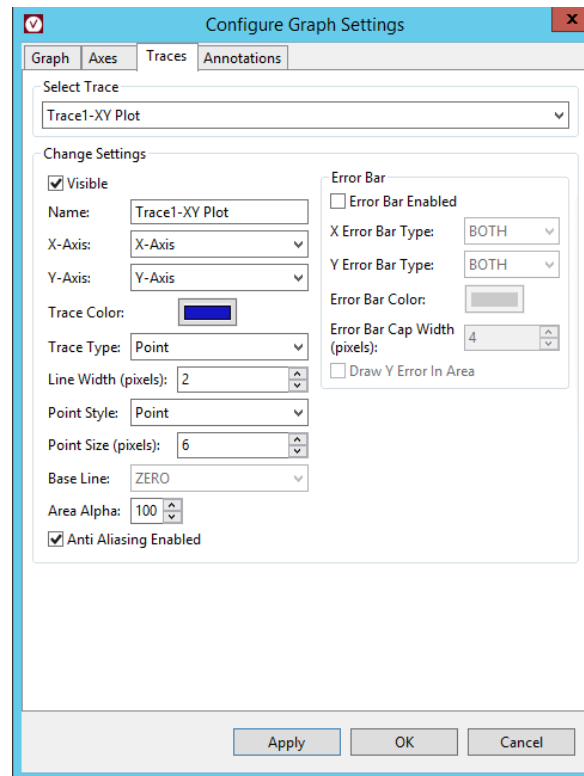 Configure Graph Settings
x
Graph Axes Traces Annotations
Select Trace
Trace1-XY Plot
Change Settings
Visible
Name: Trace1-XY Plot
X-Axis: X-Axis
Y-Axis: Y-Axis
Trace Color:
Trace Type: Point
Line Width (pixels): 2
Point Style: Point
Point Size (pixels): 6
Base Line: ZERO
Area Alpha: 100
Anti Aliasing Enabled
Error Bar
Error Bar Enabled
X Error Bar Type: BOTH
Y Error Bar Type: BOTH
Error Bar Color:
Error Bar Cap Width
(pixels): 4
Draw Y Error In Area
Apply OK Cancel